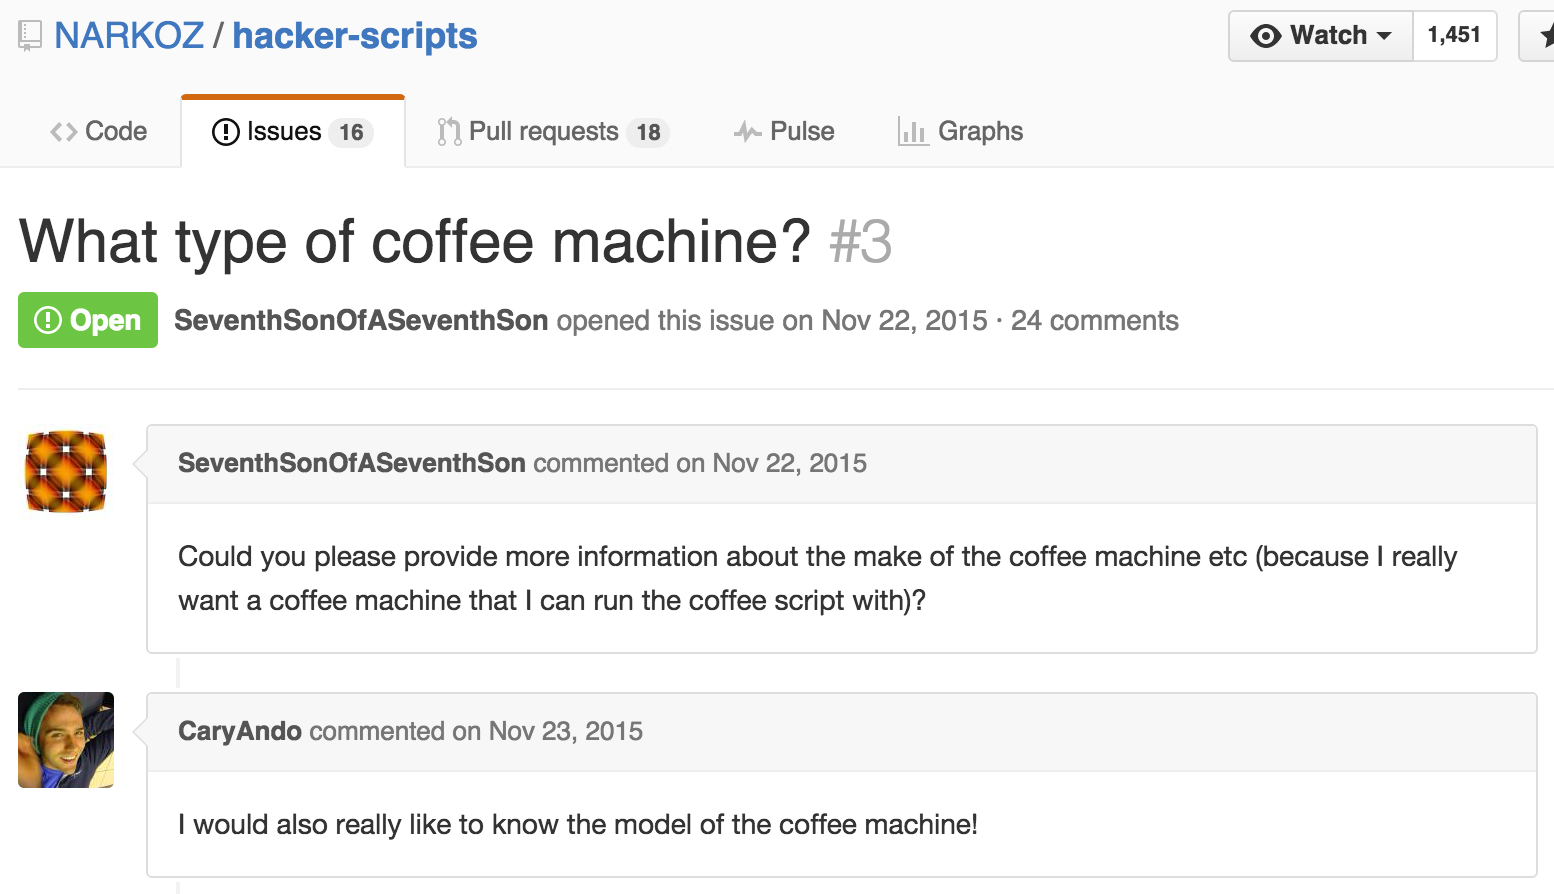 NARKOZ / hacker-scripts
Watch 1,451
Code Issues 16 Pull requests 18 Pulse Graphs
What type of coffee machine? #3
Open SeventhSonOfASeventhSon opened this issue on Nov 22, 2015 · 24 comments
SeventhSonOfASeventhSon commented on Nov 22, 2015
Could you please provide more information about the make of the coffee machine etc (because I really
want a coffee machine that I can run the coffee script with)?
CaryAndo commented on Nov 23, 2015
I would also really like to know the model of the coffee machine!